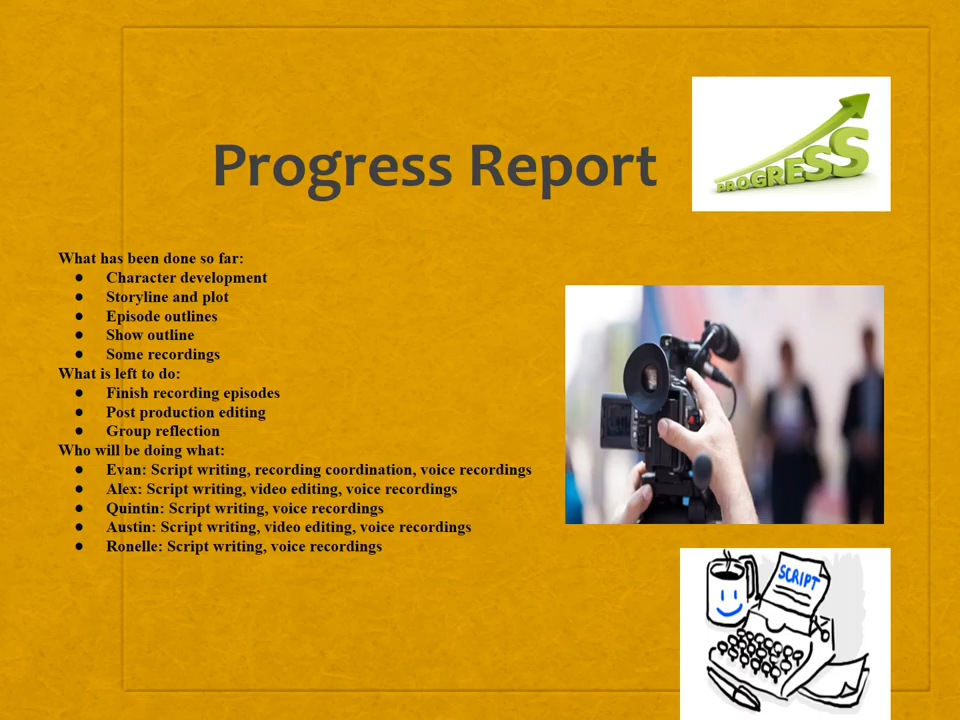 Progress Report
PROGRESS
What has been done so far:
● Character development
● Storyline and plot
● Episode outlines
● Show outline
● Some recordings
What is left to do:
● Finish recording episodes
● Post production editing
● Group reflection
Who will be doing what:
● Evan: Script writing, recording coordination, voice recordings
● Alex: Script writing, video editing, voice recordings
● Quintin: Script writing, voice recordings
● Austin: Script writing, video editing, voice recordings
● Ronelle: Script writing, voice recordings
SCRIPT